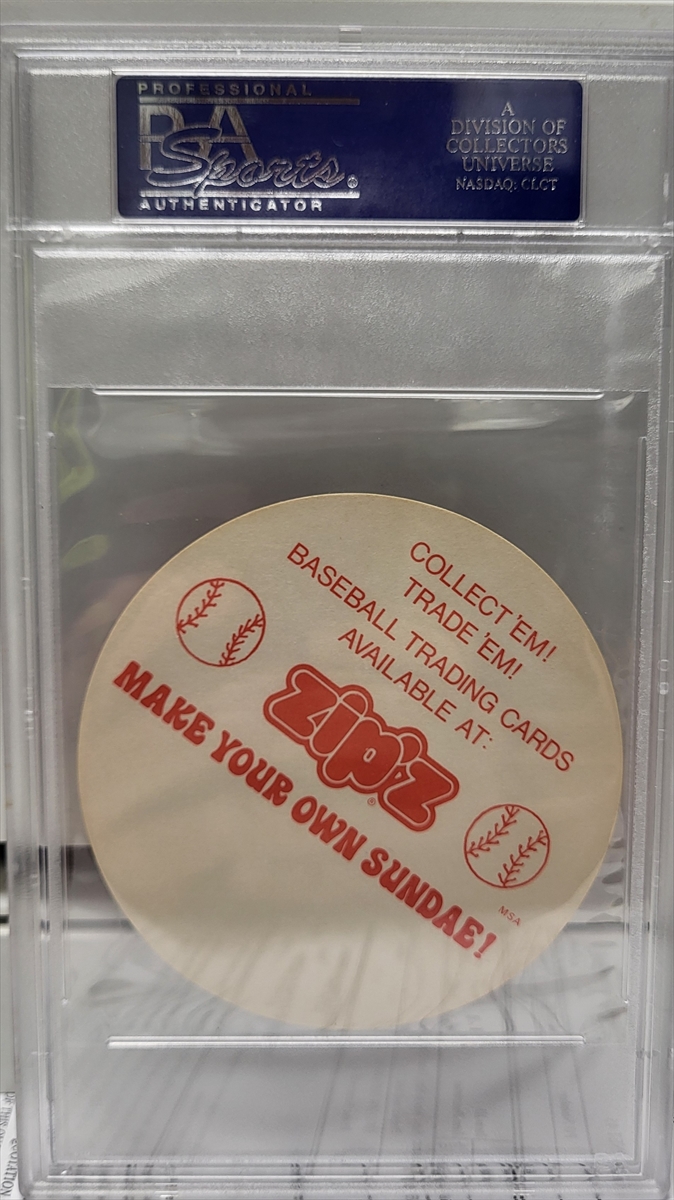 PROFESSIONAL
PSA
Sports®
AUTHENTICATOR
A
DIVISION OF
COLLECTORS
UNIVERSE
NASDAQ: CLCT
COLLECT 'EM!
TRADE 'EM!
BASEBALL TRADING CARDS
AVAILABLE AT:
zip'z®
MAKE YOUR OWN SUNDAE!
MSA